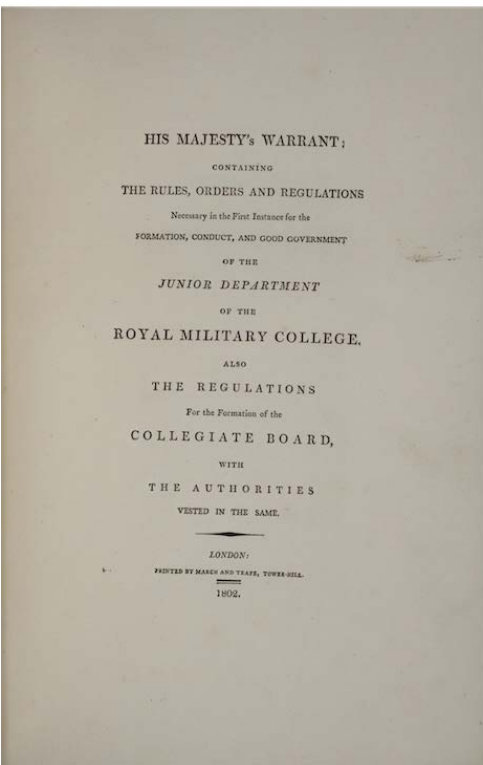 HIS MAJESTY's WARRANT;
CONTAINING
THE RULES, ORDERS AND REGULATIONS
Necessary in the First Instance for the
FORMATION, CONDUCT, AND GOOD GOVERNMENT
OF THE
JUNIOR DEPARTMENT
OF THE
ROYAL MILITARY COLLEGE.
ALSO
THE REGULATIONS
For the Formation of the
COLLEGIATE BOARD,
WITH
THE AUTHORITIES
VESTED IN THE SAME.
LONDON:
PRINTED BY MARSH AND TEAPE, TOWER-HILL.
1802.